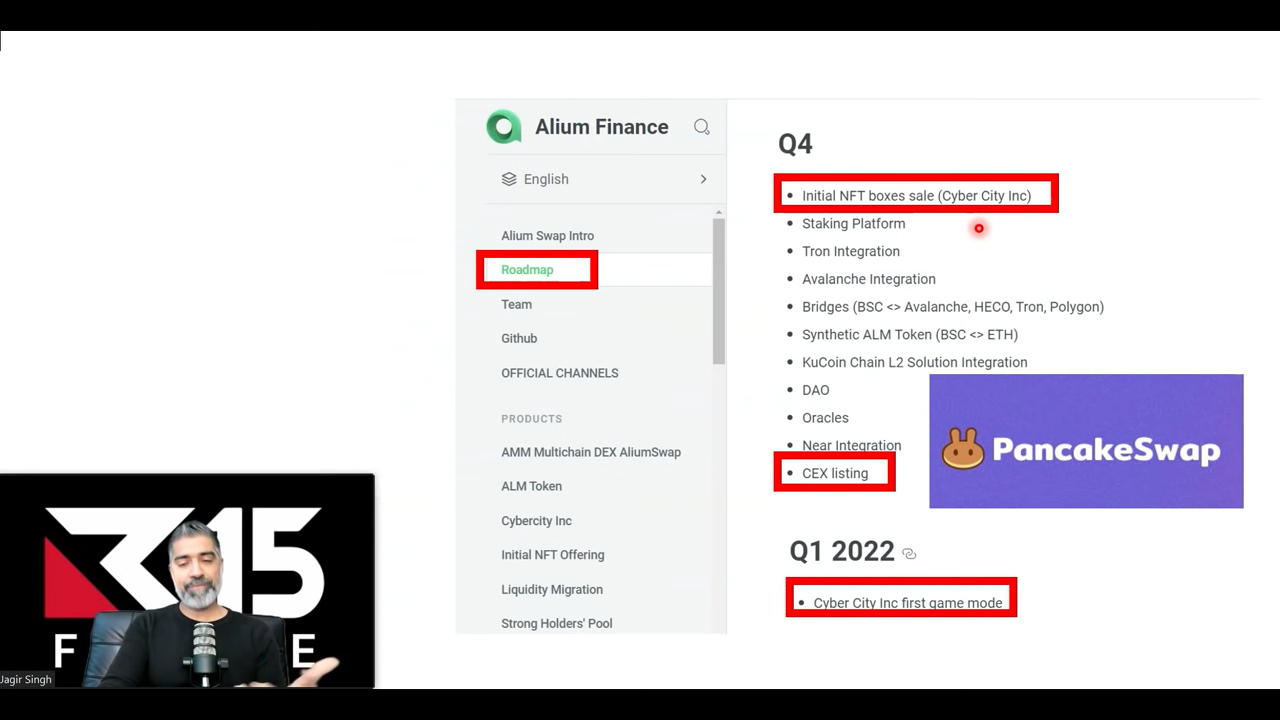 Alium Finance
English
Alium Swap Intro
Roadmap
Team
Github
OFFICIAL CHANNELS
PRODUCTS
AMM Multichain DEX AliumSwap
ALM Token
Cybercity Inc
Initial NFT Offering
Liquidity Migration
Strong Holders' Pool
Q4
Initial NFT boxes sale (Cyber City Inc)
Staking Platform
Tron Integration
Avalanche Integration
Bridges (BSC <> Avalanche, HECO, Tron, Polygon)
Synthetic ALM Token (BSC <> ETH)
KuCoin Chain L2 Solution Integration
DAO
Oracles
Near Integration
CEX listing
PancakeSwap
Q1 2022
Cyber City Inc first game mode
Jagir Singh